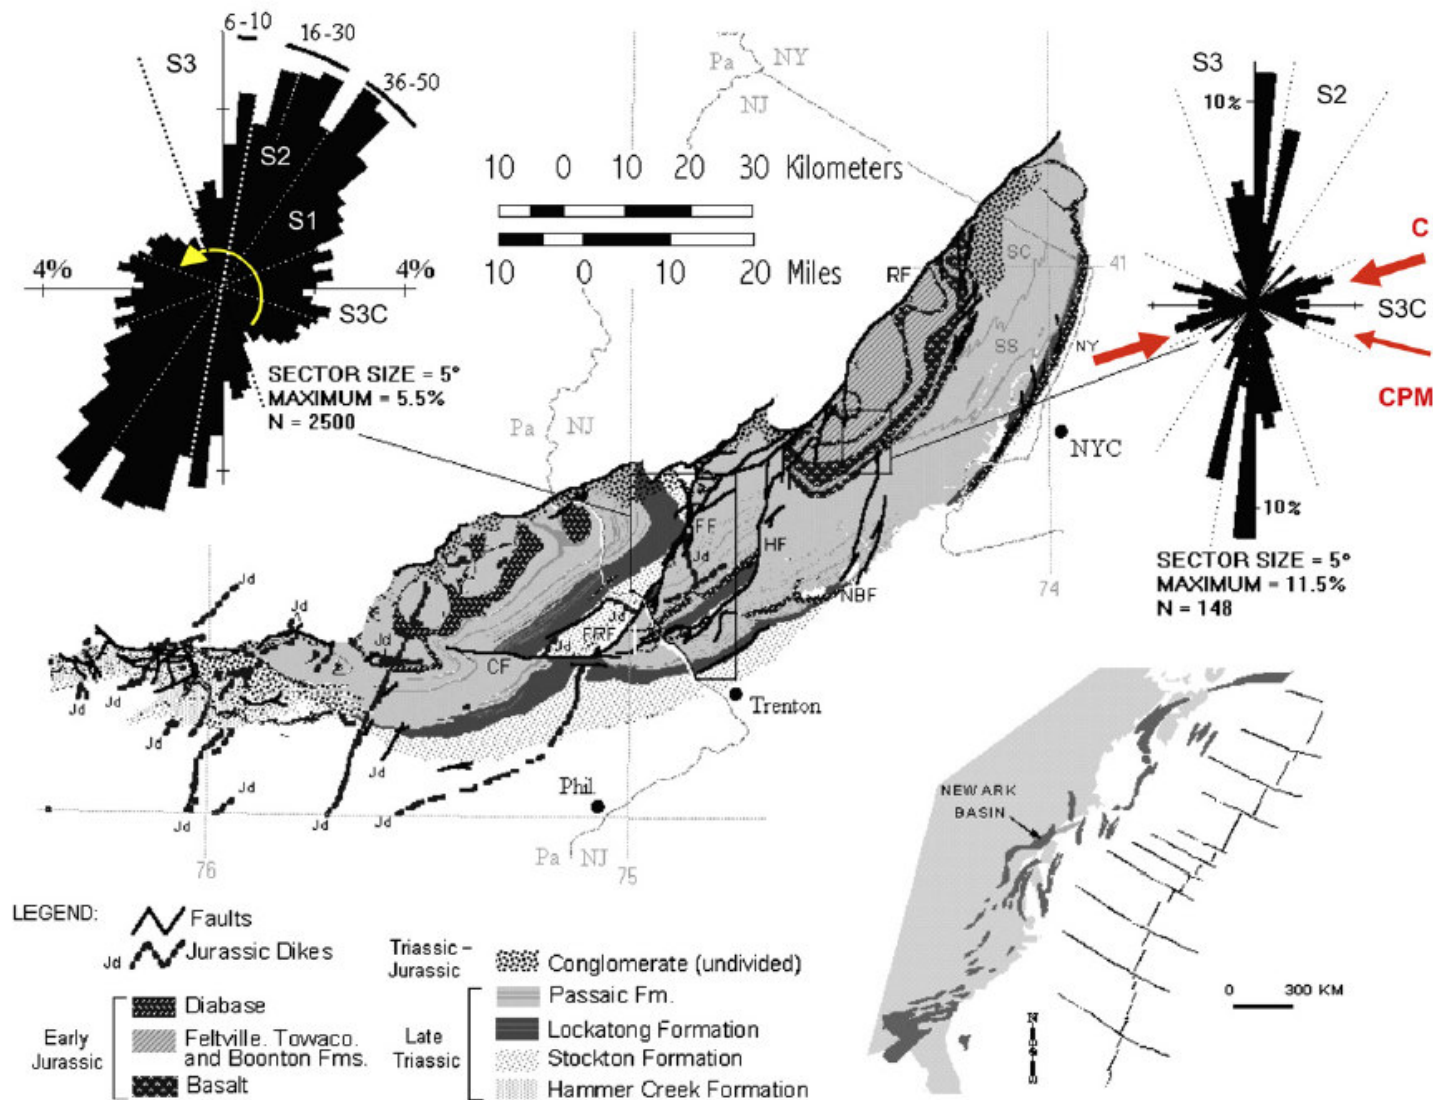 6-10
16-30
36-50
S3
S2
S1
4%
4%
S3C
SECTOR SIZE = 5°
MAXIMUM = 5.5%
N = 2500
Pa
NY
NJ
10 0 10 20 30 Kilometers
10 0 10 20 Miles
Pa
NJ
RF
SC
41
SS
NY
NYC
FF
Jd
HF
NBF
74
Jd
FRF
Jd
CF
Trenton
Phil.
Pa
NJ
76
75
Jd
Jd
Jd
Jd
Jd
Jd
Jd
Jd
Jd
Jd
Jd
Jd
S3
10%
S2
C
S3C
CPM
10%
SECTOR SIZE = 5°
MAXIMUM = 11.5%
N = 148
NEWARK
BASIN
0 300 KM
N
S
LEGEND:
Faults
Jd
Jurassic Dikes
Early
Jurassic
Diabase
Feltville. Towaco.
and Boonton Fms.
Basalt
Triassic –
Jurassic
Conglomerate (undivided)
Late
Triassic
Passaic Fm.
Lockatong Formation
Stockton Formation
Hammer Creek Formation